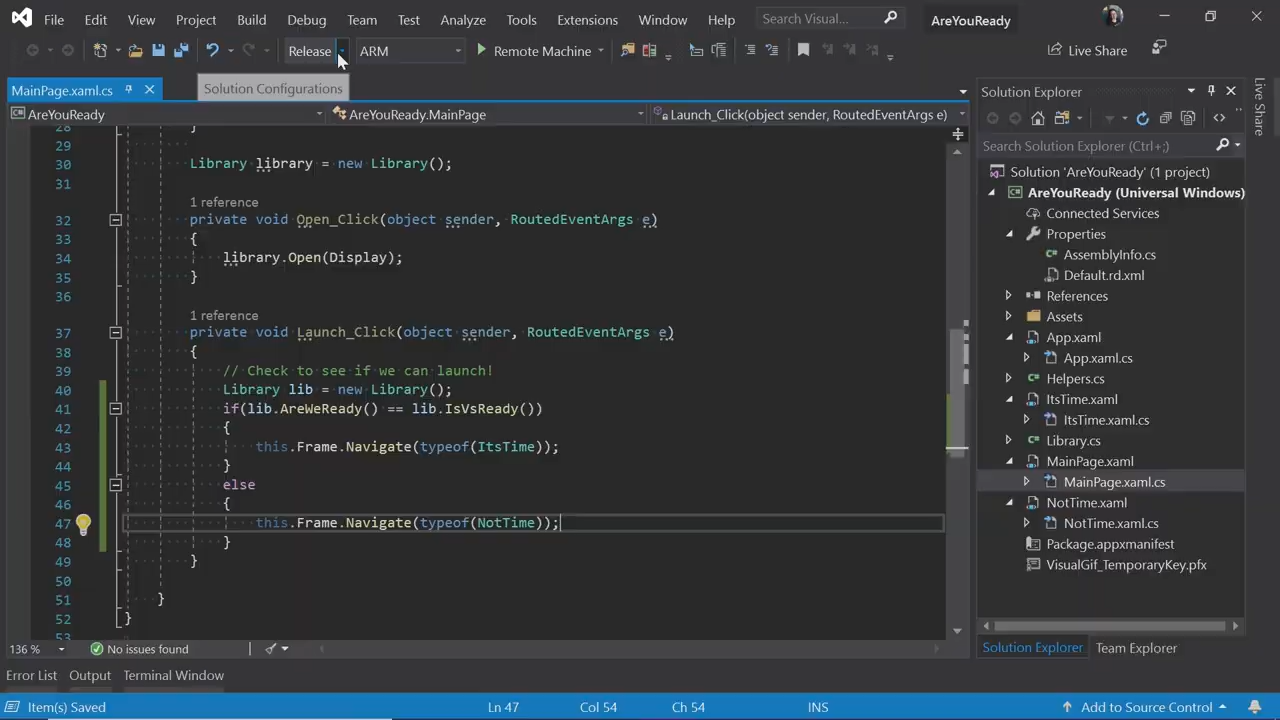 File Edit View Project Build Debug Team Test Analyze Tools Extensions Window Help Search Visual... AreYouReady
Release ARM Remote Machine Live Share
MainPage.xaml.cs Solution Configurations
AreYouReady AreYouReady.MainPage Launch_Click(object sender, RoutedEventArgs e)
28 }
29
30 Library library = new Library();
31
1 reference
32 private void Open_Click(object sender, RoutedEventArgs e)
33 {
34 library.Open(Display);
35 }
36
1 reference
37 private void Launch_Click(object sender, RoutedEventArgs e)
38 {
39 // Check to see if we can launch!
40 Library lib = new Library();
41 if(lib.AreWeReady() == lib.IsVsReady())
42 {
43 this.Frame.Navigate(typeof(ItsTime));
44 }
45 else
46 {
47 this.Frame.Navigate(typeof(NotTime));
48 }
49 }
50
51 }
52 }
53
136 % No issues found
Solution Explorer
Search Solution Explorer (Ctrl+;)
Solution 'AreYouReady' (1 project)
AreYouReady (Universal Windows)
Connected Services
Properties
AssemblyInfo.cs
Default.rd.xml
References
Assets
App.xaml
App.xaml.cs
Helpers.cs
ItsTime.xaml
ItsTime.xaml.cs
Library.cs
MainPage.xaml
MainPage.xaml.cs
NotTime.xaml
NotTime.xaml.cs
Package.appxmanifest
VisualGif_TemporaryKey.pfx
Solution Explorer Team Explorer
Live Share
Error List Output Terminal Window
Item(s) Saved Ln 47 Col 54 Ch 54 INS Add to Source Control